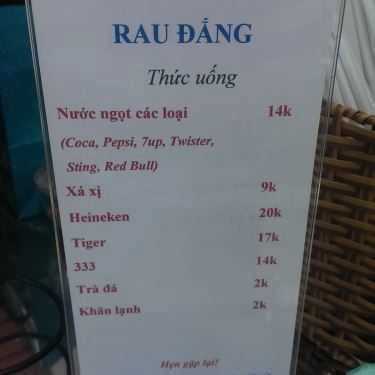 RAU ĐẮNG
Thức uống
Nước ngọt các loại 14k
(Coca, Pepsi, 7up, Twister,
Sting, Red Bull)
Xá xị 9k
Heineken 20k
Tiger 17k
333 14k
Trà đá 2k
Khăn lạnh 2k
Hẹn gặp lại!